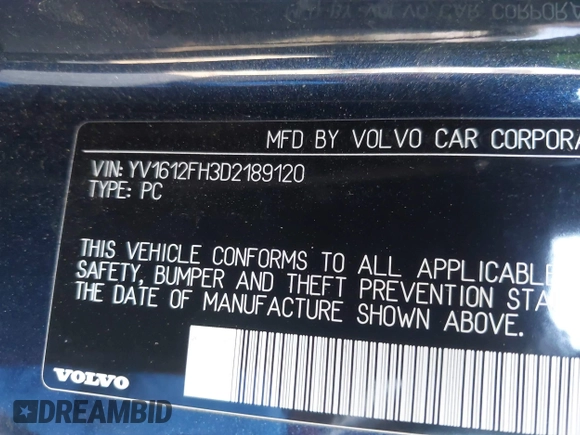 MFD BY VOLVO CAR CORPORA
VIN: YV1612FH3D2189120
TYPE: PC
THIS VEHICLE CONFORMS TO ALL APPLICABLE
SAFETY, BUMPER AND THEFT PREVENTION STA
THE DATE OF MANUFACTURE SHOWN ABOVE.
VOLVO
DREAMBID